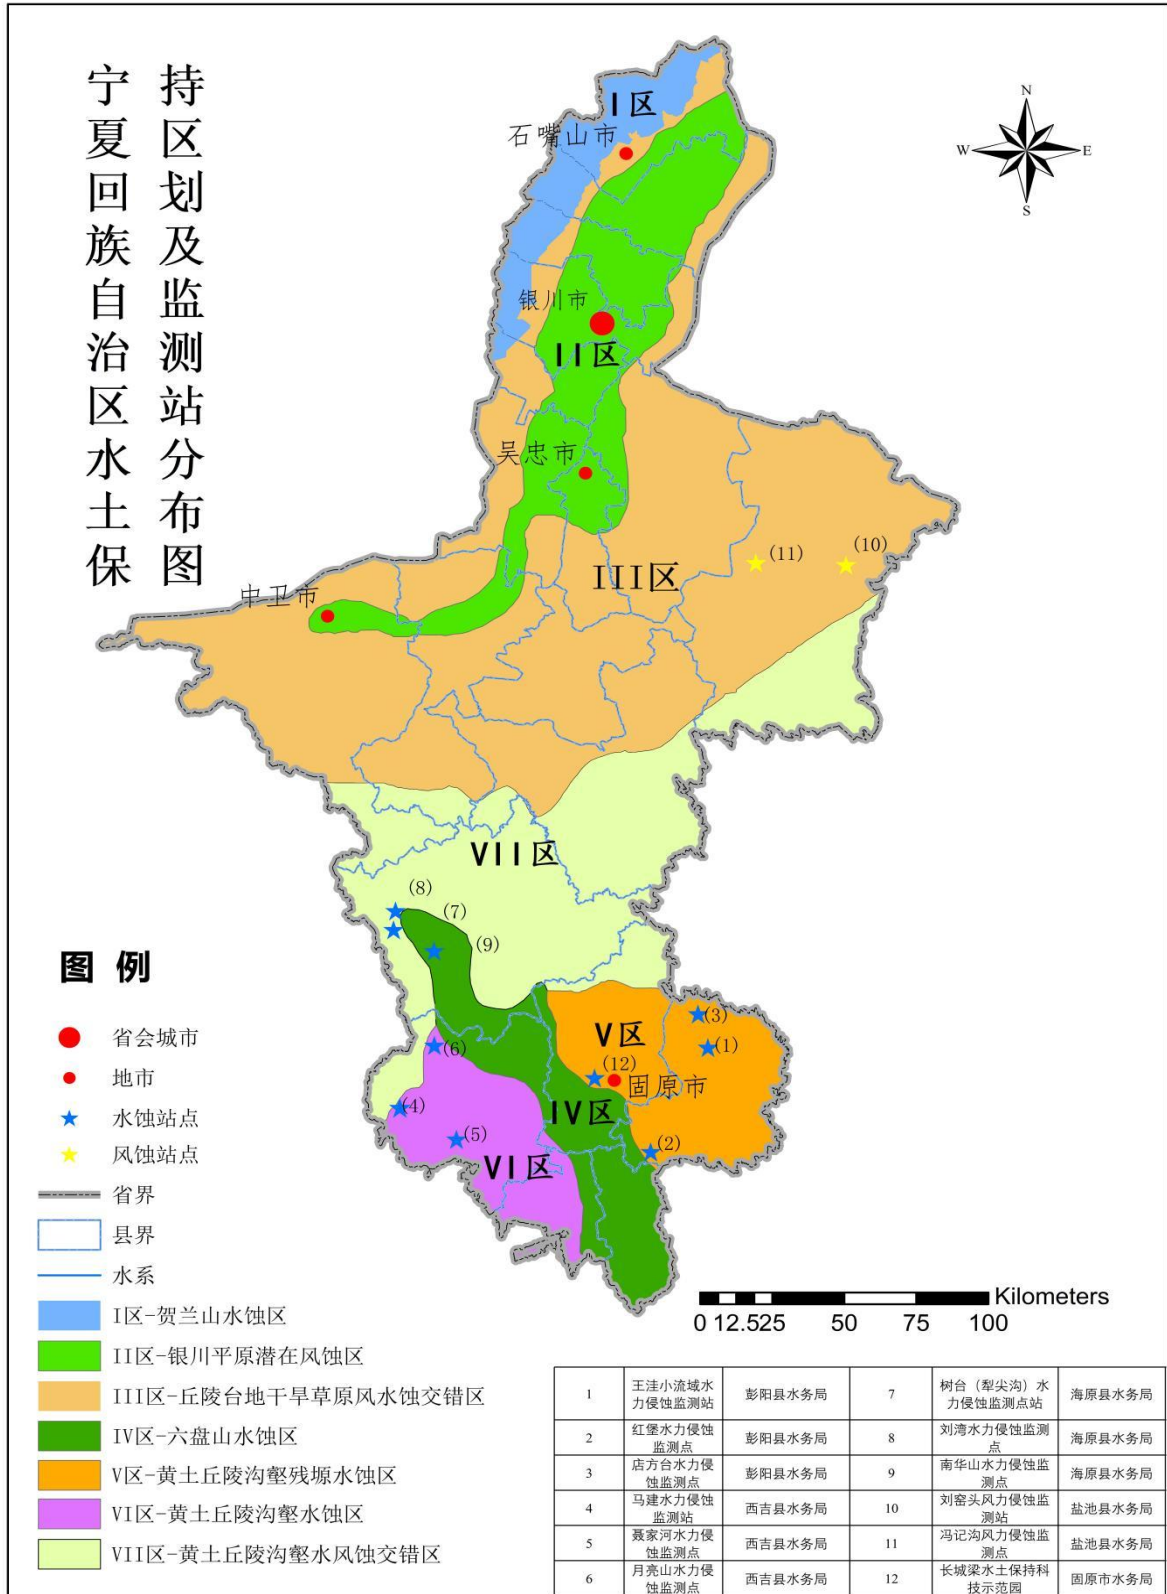 宁夏回族自治区水土保
持区划及监测站分布图
N
W
E
S
I区
石嘴山市
银川市
II区
吴忠市
(11)
(10)
III区
中卫市
VII区
(8)
(7)
(9)
(3)
V区
(1)
(6)
(12)
固原市
(4)
IV区
(5)
(2)
VI区
图 例
省会城市
地市
水蚀站点
风蚀站点
省界
县界
水系
I区-贺兰山水蚀区
II区-银川平原潜在风蚀区
III区-丘陵台地干旱草原风水蚀交错区
IV区-六盘山水蚀区
V区-黄土丘陵沟壑残塬水蚀区
VI区-黄土丘陵沟壑水蚀区
VII区-黄土丘陵沟壑水风蚀交错区
Kilometers
0 12.525 50 75 100
1 王洼小流域水
力侵蚀监测站 彭阳县水务局 7 树台（犁尖沟）水
力侵蚀监测点站 海原县水务局
2 红堡水力侵蚀
监测点 彭阳县水务局 8 刘湾水力侵蚀监测
点 海原县水务局
3 店方台水力侵
蚀监测点 彭阳县水务局 9 南华山水力侵蚀监
测点 海原县水务局
4 马建水力侵蚀
监测站 西吉县水务局 10 刘窑头风力侵蚀监
测站 盐池县水务局
5 聂家河水力侵
蚀监测点 西吉县水务局 11 冯记沟风力侵蚀监
测点 盐池县水务局
6 月亮山水力侵
蚀监测点 西吉县水务局 12 长城梁水土保持科
技示范园 固原市水务局